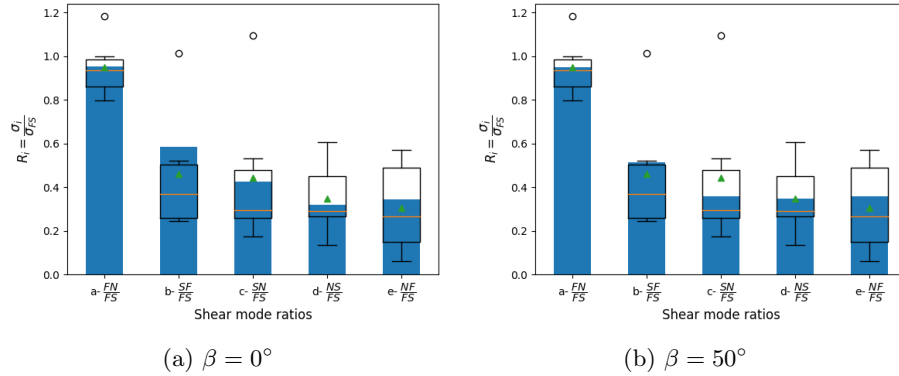 1.2
1.0
0.8
0.6
0.4
0.2
0.0
R_i = σ_i/σ_FS
a- FN/FS
b- SF/FS
c- SN/FS
d- NS/FS
e- NF/FS
Shear mode ratios
(a) β = 0°
1.2
1.0
0.8
0.6
0.4
0.2
0.0
R_i = σ_i/σ_FS
a- FN/FS
b- SF/FS
c- SN/FS
d- NS/FS
e- NF/FS
Shear mode ratios
(b) β = 50°